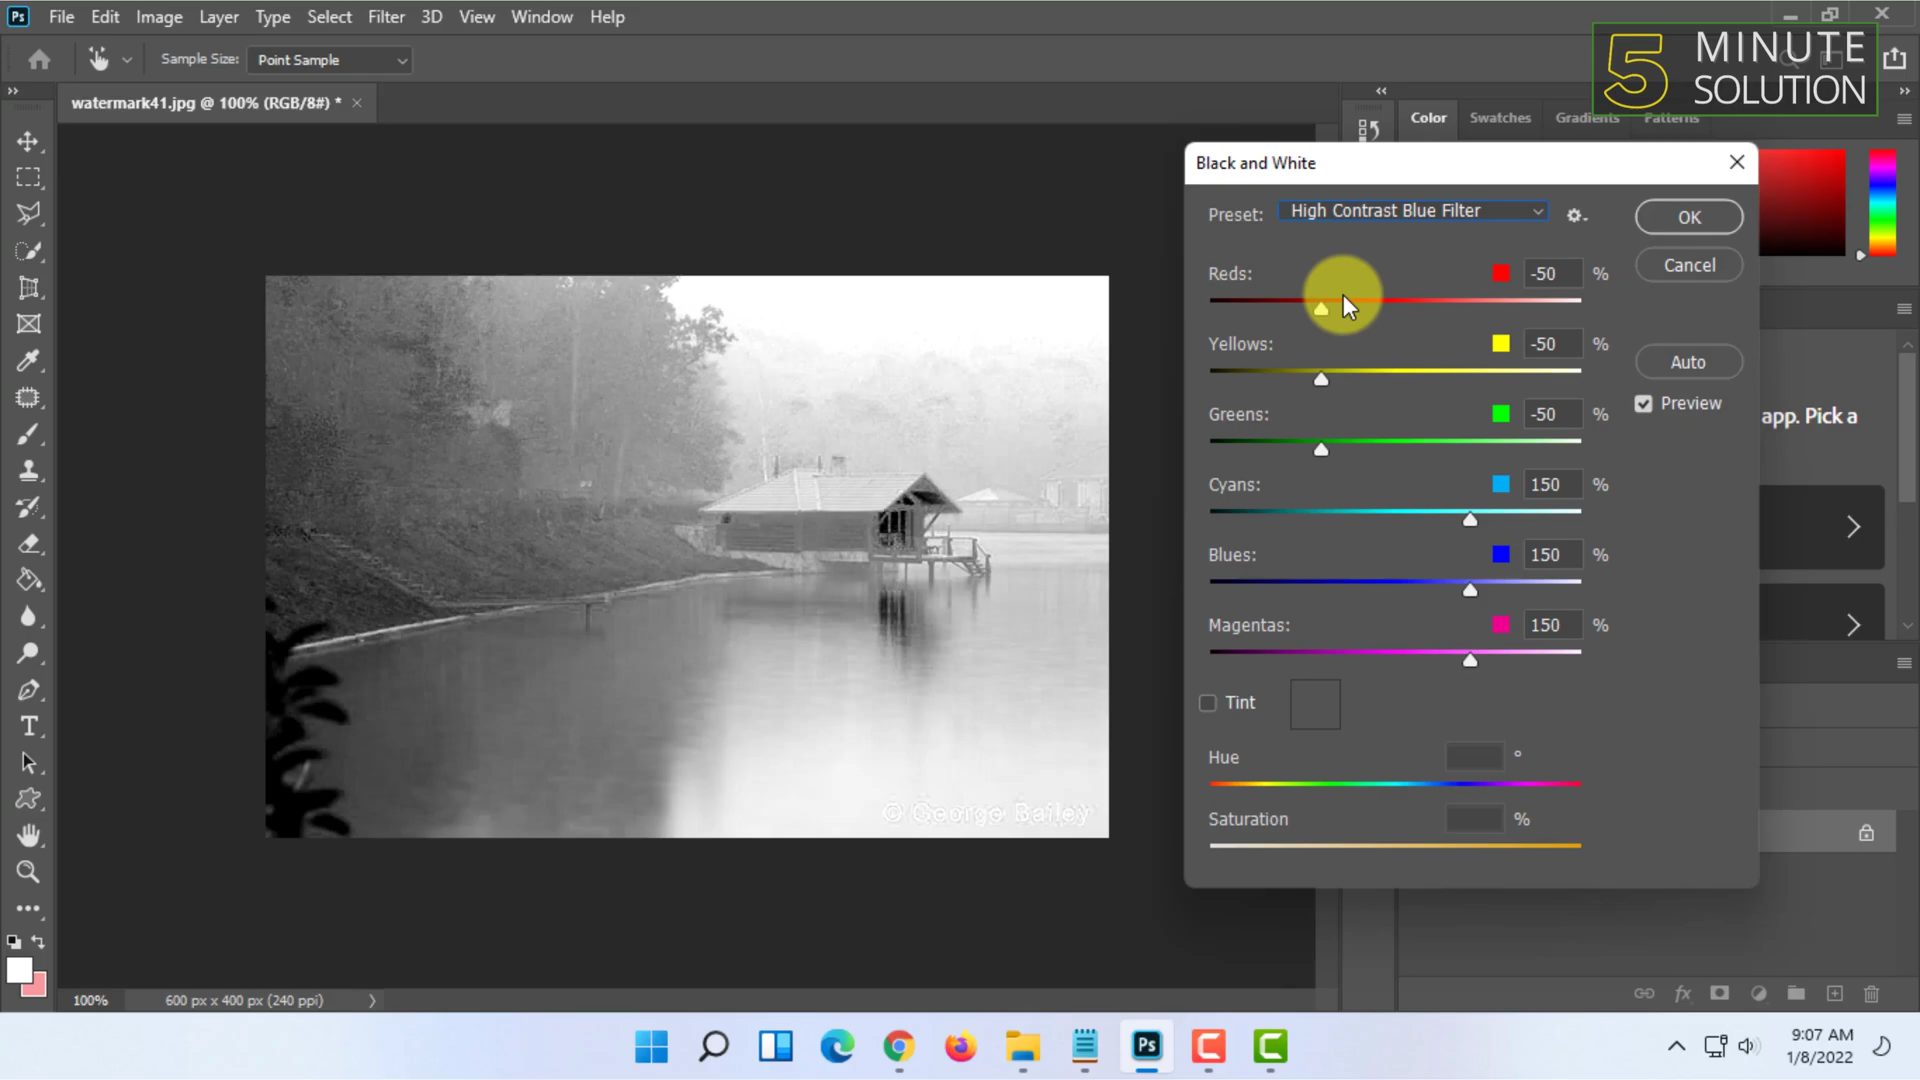 Ps File Edit Image Layer Type Select Filter 3D View Window Help
Sample Size: Point Sample
5 MINUTE
SOLUTION
watermark41.jpg @ 100% (RGB/8#) *
Color Swatches Gradients Patterns
Black and White
Preset: High Contrast Blue Filter
OK
Cancel
Reds: -50 %
Yellows: -50 %
Auto
Preview
app. Pick a
Greens: -50 %
Cyans: 150 %
Blues: 150 %
Magentas: 150 %
Tint
Hue °
Saturation %
© George Bailey
T
fx
100% 600 px x 400 px (240 ppi)
Ps
9:07 AM
1/8/2022